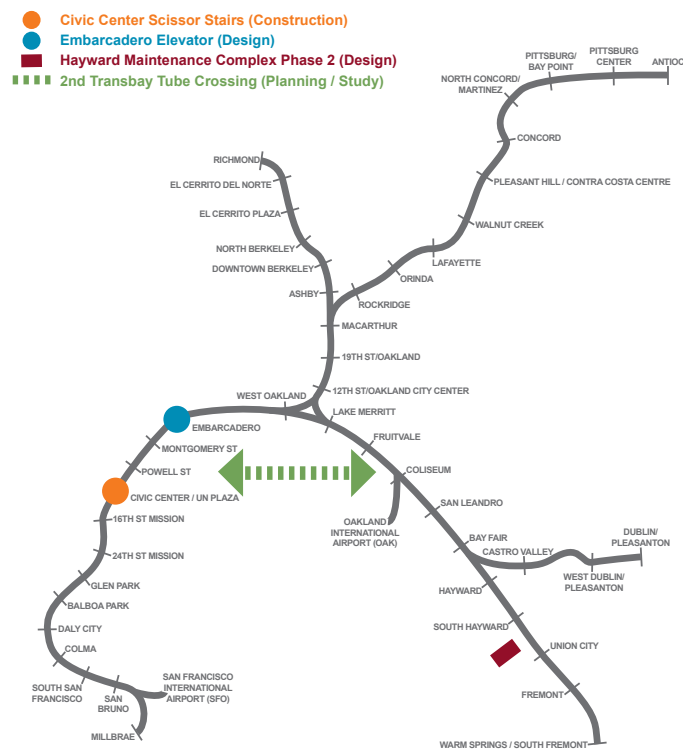 Civic Center Scissor Stairs (Construction)
Embarcadero Elevator (Design)
Hayward Maintenance Complex Phase 2 (Design)
2nd Transbay Tube Crossing (Planning / Study)
PITTSBURG/
BAY POINT
PITTSBURG
CENTER
ANTIOC
NORTH CONCORD/
MARTINEZ
CONCORD
RICHMOND
EL CERRITO DEL NORTE
PLEASANT HILL / CONTRA COSTA CENTRE
EL CERRITO PLAZA
WALNUT CREEK
NORTH BERKELEY
LAFAYETTE
DOWNTOWN BERKELEY
ORINDA
ASHBY
ROCKRIDGE
MACARTHUR
19TH ST/OAKLAND
12TH ST/OAKLAND CITY CENTER
WEST OAKLAND
LAKE MERRITT
EMBARCADERO
FRUITVALE
MONTGOMERY ST
POWELL ST
COLISEUM
CIVIC CENTER / UN PLAZA
SAN LEANDRO
16TH ST MISSION
OAKLAND
INTERNATIONAL
AIRPORT (OAK)
BAY FAIR
DUBLIN/
PLEASANTON
24TH ST MISSION
CASTRO VALLEY
WEST DUBLIN/
PLEASANTON
GLEN PARK
HAYWARD
BALBOA PARK
SOUTH HAYWARD
DALY CITY
UNION CITY
COLMA
SOUTH SAN
FRANCISCO
SAN
BRUNO
SAN FRANCISCO
INTERNATIONAL
AIRPORT (SFO)
FREMONT
MILLBRAE
WARM SPRINGS / SOUTH FREMONT